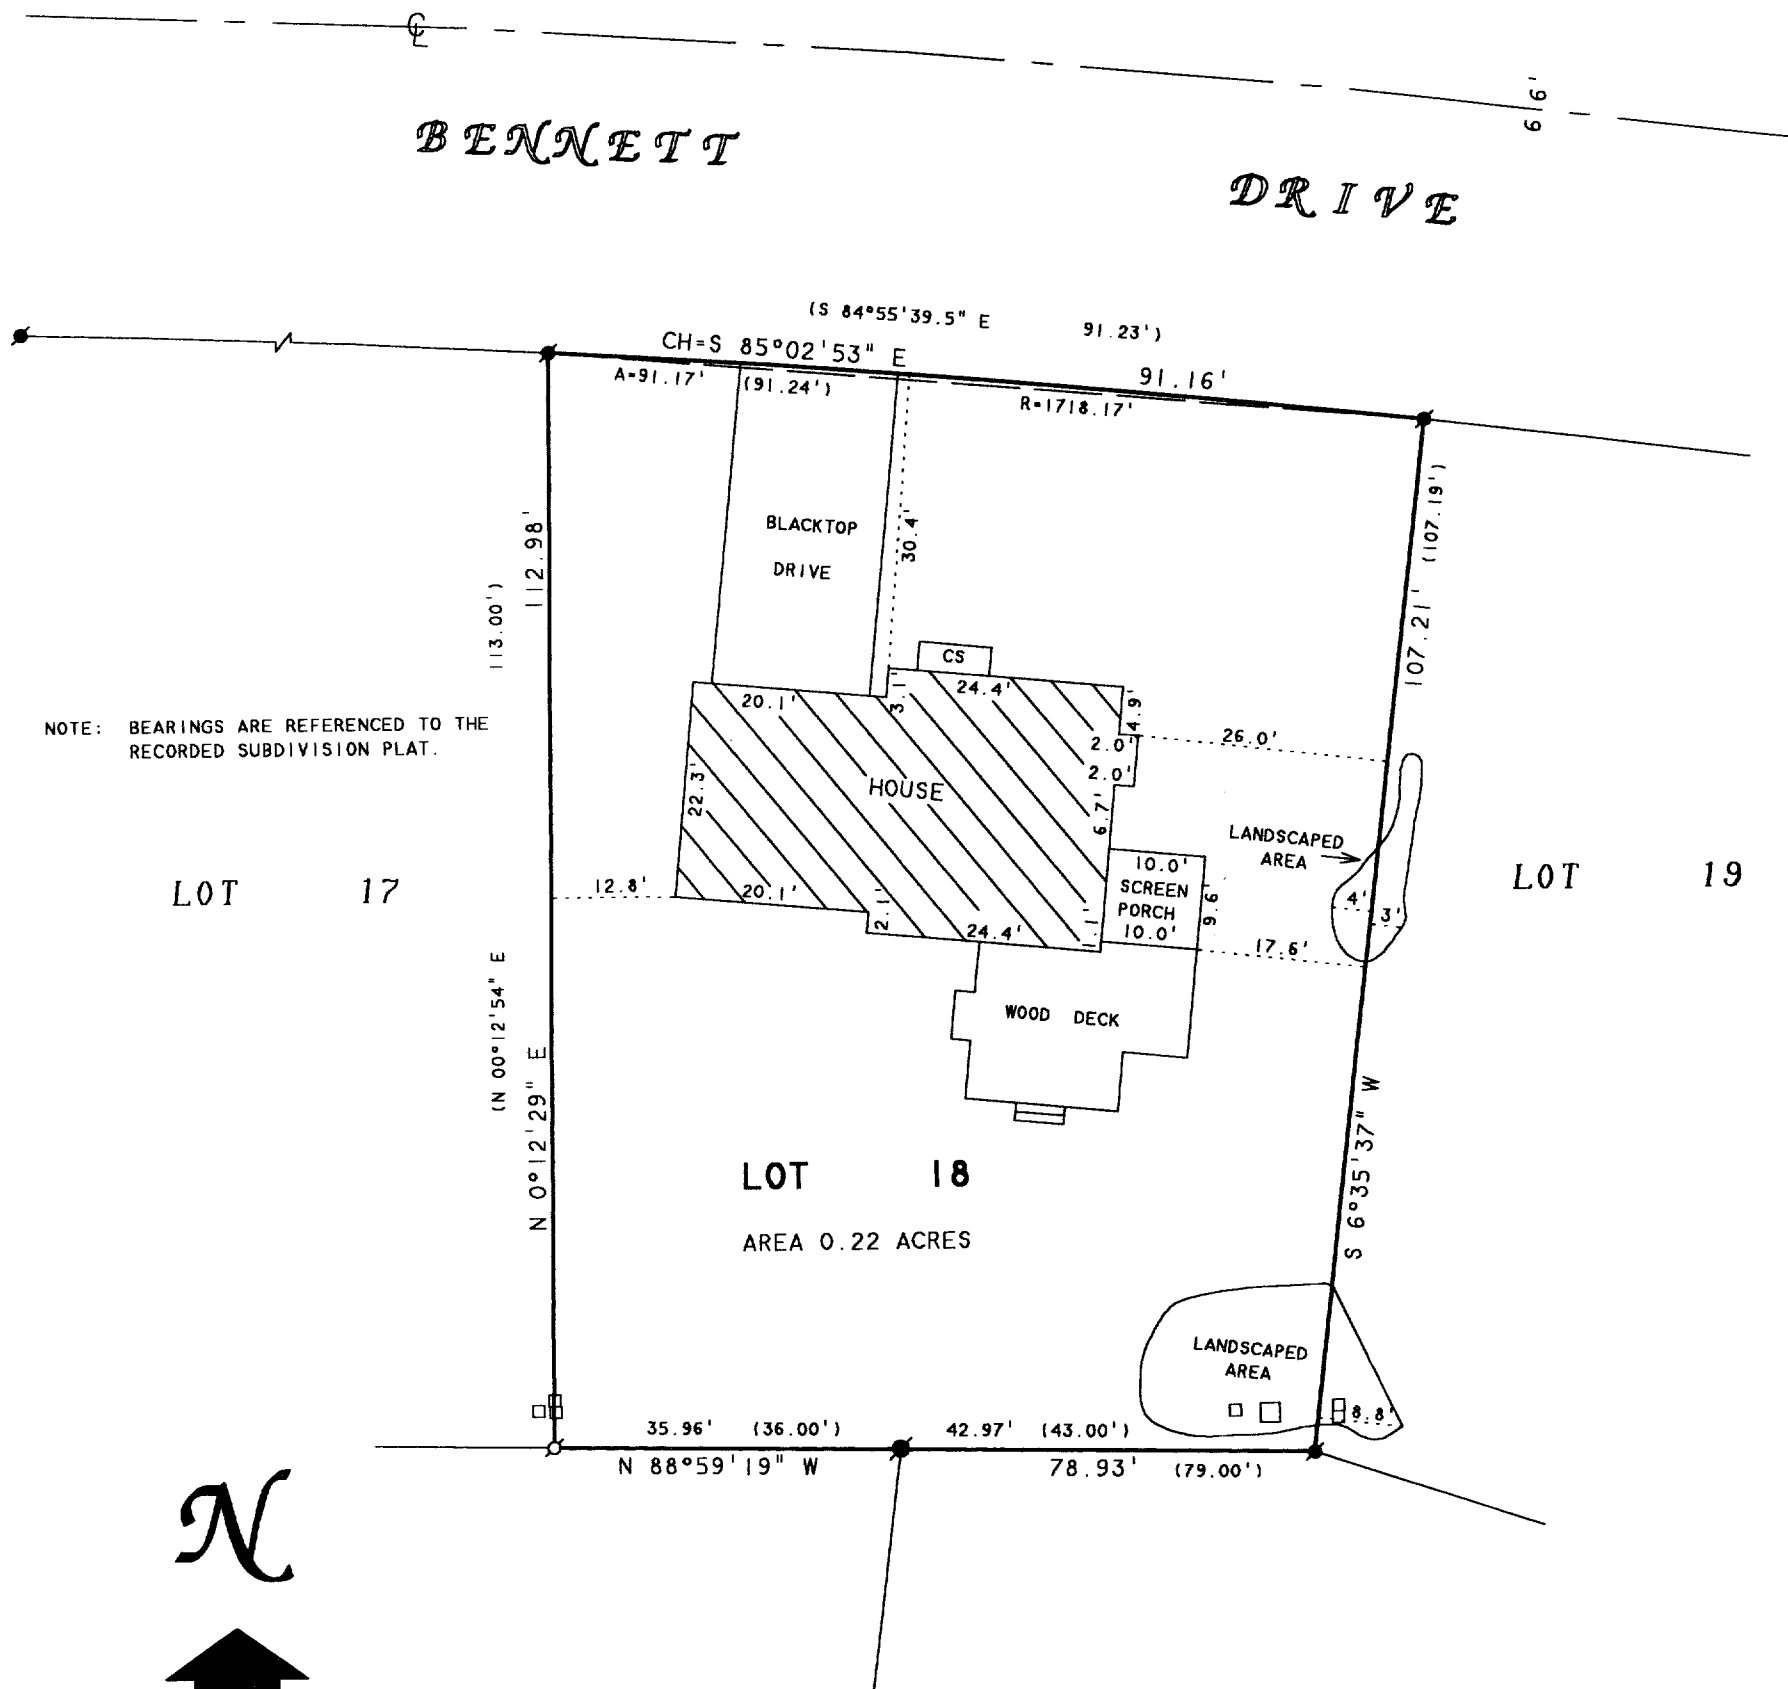 ℄
66'
BENNETT DRIVE
(S 84°55'39.5" E 91.23')
CH=S 85°02'53" E 91.16'
A=91.17' (91.24') R=1718.17'
112.98'
113.00')
107.21' (107.19')
BLACKTOP
DRIVE
30.4'
CS
20.1' 3.1' 24.4' 4.9'
2.0' 26.0'
2.0'
NOTE: BEARINGS ARE REFERENCED TO THE
RECORDED SUBDIVISION PLAT.
22.3' HOUSE 6.7'
LANDSCAPED
AREA
LOT 17
12.8'
20.1' 2.1' 24.4' 1.1'
10.0'
SCREEN
PORCH
10.0'
9.6'
4' 3'
17.6'
LOT 19
WOOD DECK
(N 00°12'54" E
N 0°12'29" E
S 6°35'37" W
LOT 18
AREA 0.22 ACRES
LANDSCAPED
AREA
8.8'
35.96' (36.00') 42.97' (43.00')
N 88°59'19" W 78.93' (79.00')
N